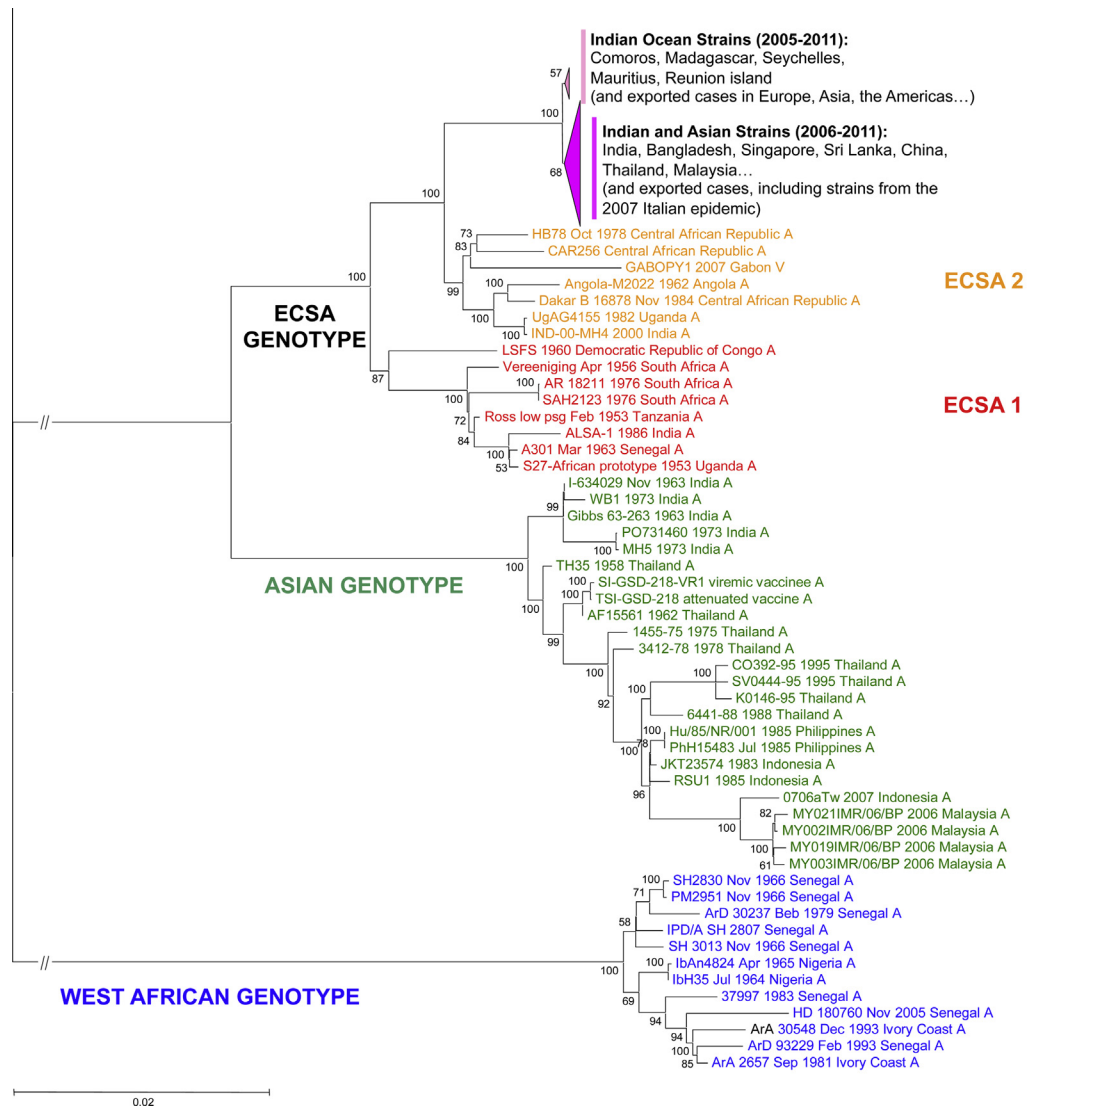 Indian Ocean Strains (2005-2011):
Comoros, Madagascar, Seychelles,
Mauritius, Reunion island
(and exported cases in Europe, Asia, the Americas…)
57
100
Indian and Asian Strains (2006-2011):
India, Bangladesh, Singapore, Sri Lanka, China,
Thailand, Malaysia…
(and exported cases, including strains from the
2007 Italian epidemic)
68
100
73
HB78 Oct 1978 Central African Republic A
83
CAR256 Central African Republic A
GABOPY1 2007 Gabon V
100
ECSA 2
99
100
Angola-M2022 1962 Angola A
Dakar B 16878 Nov 1984 Central African Republic A
100
UgAG4155 1982 Uganda A
100
IND-00-MH4 2000 India A
ECSA
GENOTYPE
LSFS 1960 Democratic Republic of Congo A
87
Vereeniging Apr 1956 South Africa A
100
AR 18211 1976 South Africa A
100
SAH2123 1976 South Africa A
ECSA 1
72
Ross low psg Feb 1953 Tanzania A
84
ALSA-1 1986 India A
100
A301 Mar 1963 Senegal A
53
S27-African prototype 1953 Uganda A
I-634029 Nov 1963 India A
WB1 1973 India A
99
Gibbs 63-263 1963 India A
PO731460 1973 India A
100
MH5 1973 India A
100
TH35 1958 Thailand A
ASIAN GENOTYPE
100
SI-GSD-218-VR1 viremic vaccinee A
100
TSI-GSD-218 attenuated vaccine A
100
AF15561 1962 Thailand A
99
1455-75 1975 Thailand A
3412-78 1978 Thailand A
100
CO392-95 1995 Thailand A
100
SV0444-95 1995 Thailand A
100
K0146-95 Thailand A
92
6441-88 1988 Thailand A
100
Hu/85/NR/001 1985 Philippines A
78
100
PhH15483 Jul 1985 Philippines A
JKT23574 1983 Indonesia A
RSU1 1985 Indonesia A
96
0706aTw 2007 Indonesia A
82
MY021IMR/06/BP 2006 Malaysia A
100
MY002IMR/06/BP 2006 Malaysia A
100
MY019IMR/06/BP 2006 Malaysia A
61
MY003IMR/06/BP 2006 Malaysia A
100
SH2830 Nov 1966 Senegal A
71
PM2951 Nov 1966 Senegal A
ArD 30237 Beb 1979 Senegal A
58
IPD/A SH 2807 Senegal A
SH 3013 Nov 1966 Senegal A
100
100
IbAn4824 Apr 1965 Nigeria A
IbH35 Jul 1964 Nigeria A
WEST AFRICAN GENOTYPE
69
37997 1983 Senegal A
94
HD 180760 Nov 2005 Senegal A
94
ArA 30548 Dec 1993 Ivory Coast A
100
ArD 93229 Feb 1993 Senegal A
85
ArA 2657 Sep 1981 Ivory Coast A
0.02